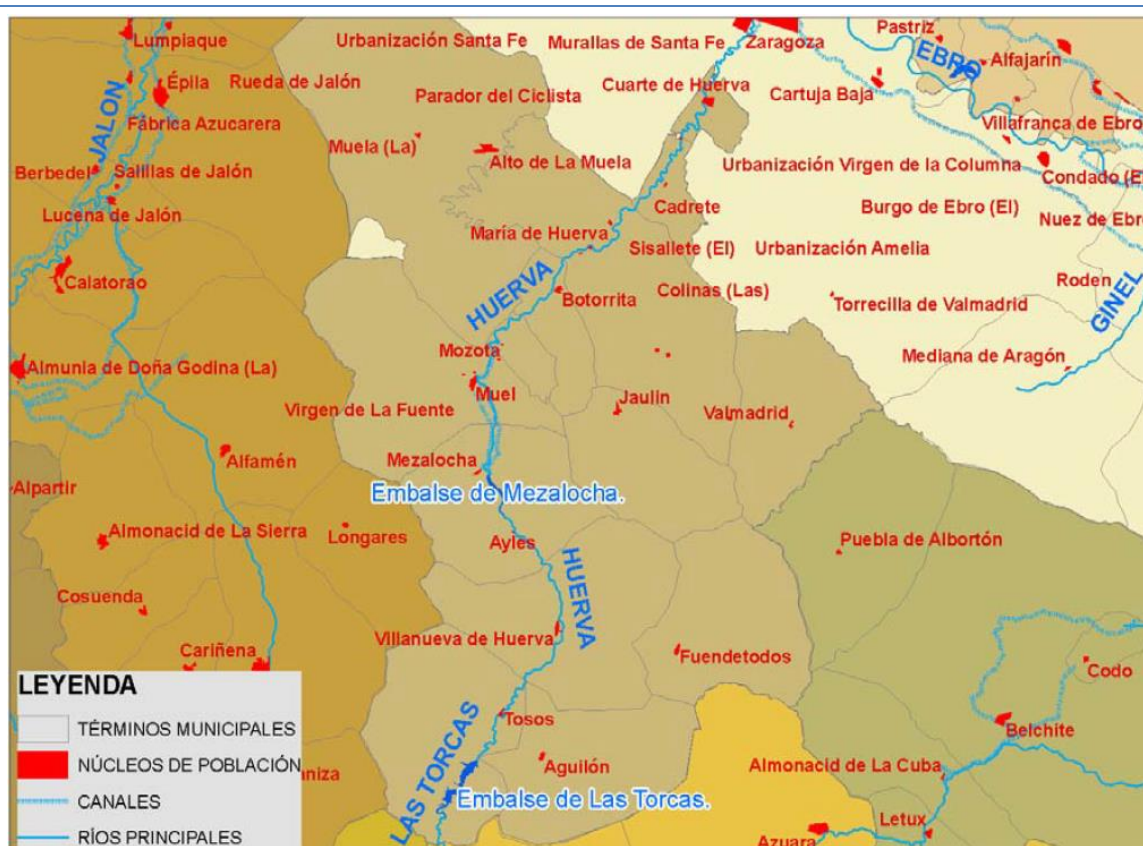 Lumpiaque
Urbanización Santa Fe
Murallas de Santa Fe
Zaragoza
Pastriz
EBRO
Alfajarín
Épila
Rueda de Jalón
Parador del Ciclista
Cuarte de Huerva
Cartuja Baja
JALON
Fábrica Azucarera
Villafranca de Ebro
Muela (La)
Alto de La Muela
Urbanización Virgen de la Columna
Condado (E
Berbedel
Salillas de Jalón
Lucena de Jalón
Cadrete
Burgo de Ebro (El)
Nuez de Ebro
María de Huerva
Sisallete (El)
Urbanización Amelia
Calatorao
HUERVA
Botorrita
Colinas (Las)
Torrecilla de Valmadrid
Roden
GINEL
Mozota
Mediana de Aragón
Almunia de Doña Godina (La)
Muel
Virgen de La Fuente
Jaulin
Valmadrid
Alfamén
Mezalocha
Alpartir
Embalse de Mezalocha.
Almonacid de La Sierra
Longares
Ayles
Puebla de Albortón
HUERVA
Cosuenda
Villanueva de Huerva
Cariñena
Fuendetodos
Codo
LEYENDA
TÉRMINOS MUNICIPALES
NÚCLEOS DE POBLACIÓN
CANALES
RÍOS PRINCIPALES
Tosos
Belchite
LAS TORCAS
Aguilón
Almonacid de La Cuba
aniza
Embalse de Las Torcas.
Letux
Azuara